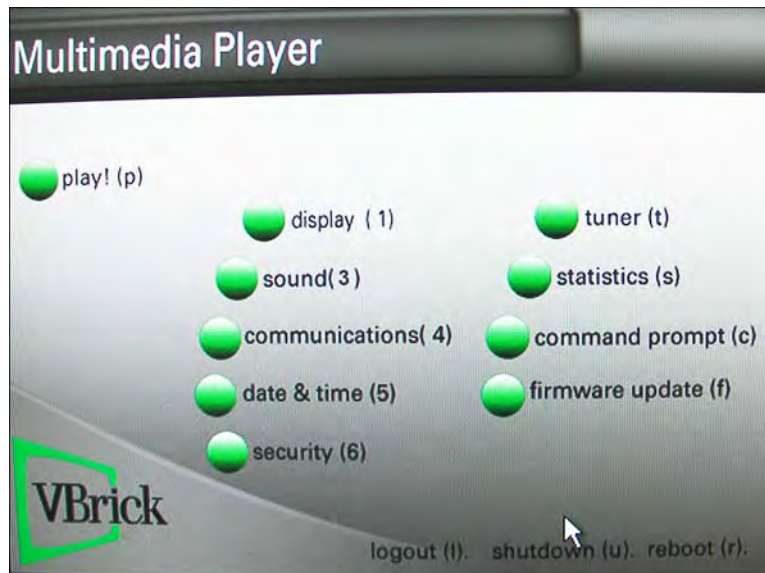 Multimedia Player
play! (p)
display ( 1)
sound( 3 )
communications( 4)
date & time (5)
security (6)
tuner (t)
statistics (s)
command prompt (c)
firmware update (f)
VBrick
logout (l). shutdown (u). reboot (r).